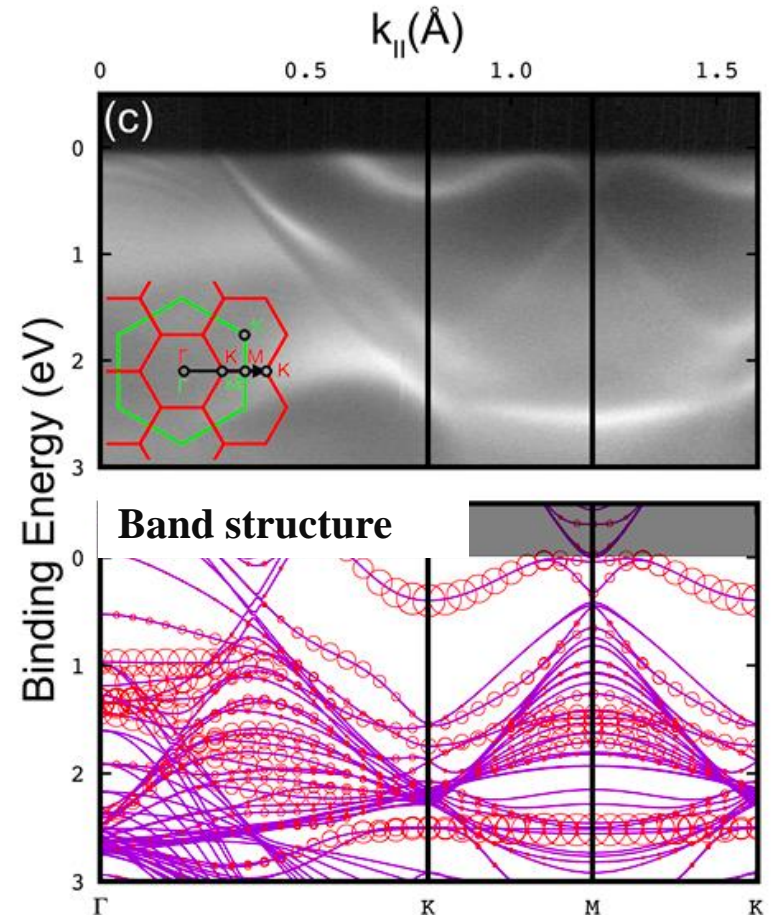 k||(Å)
0 0.5 1.0 1.5
(c)
0
1
2
3
Γ K M K
Γ
Binding Energy (eV)
Band structure
0
1
2
3
Γ K M K